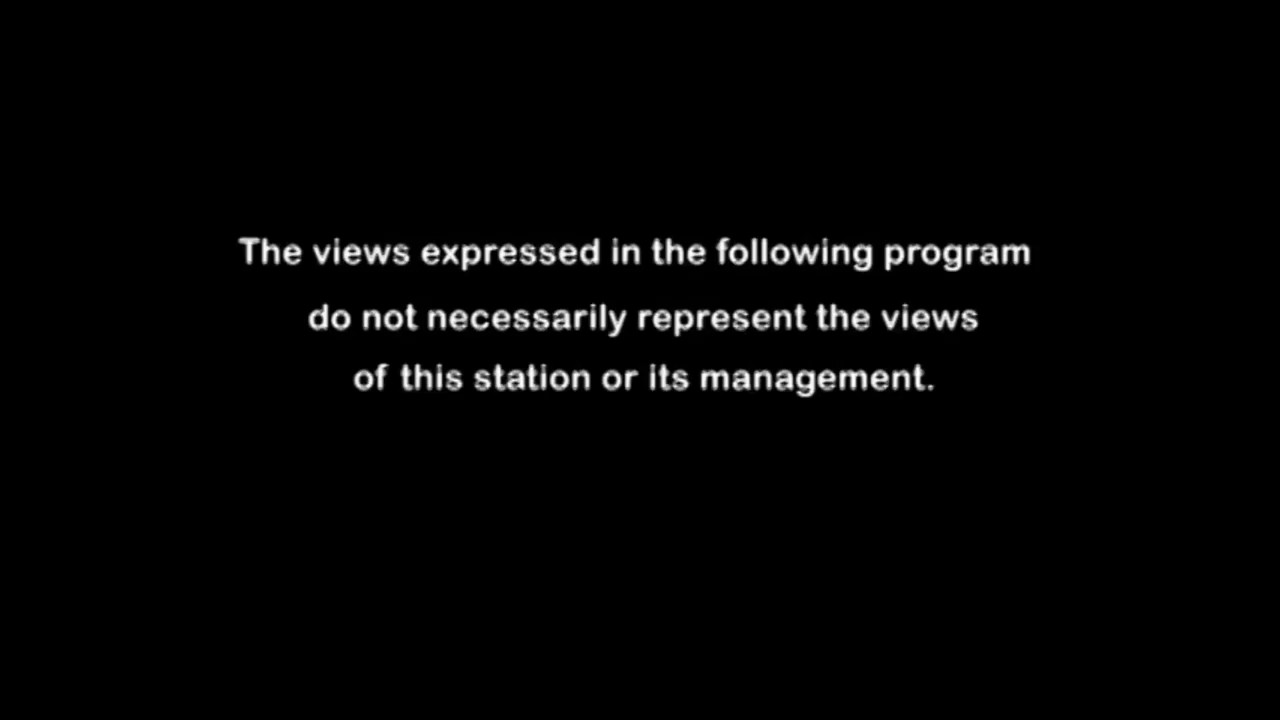 The views expressed in the following program
do not necessarily represent the views
of this station or its management.